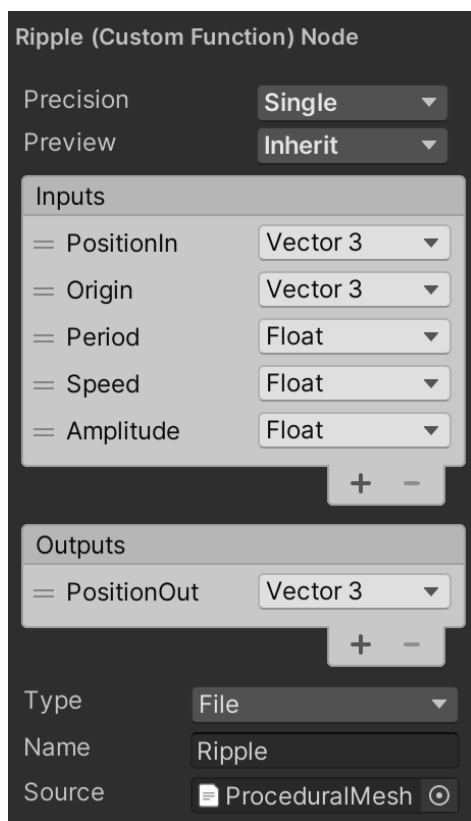 Ripple (Custom Function) Node
Precision Single
Preview Inherit
Inputs
PositionIn Vector 3
Origin Vector 3
Period Float
Speed Float
Amplitude Float
+ −
Outputs
PositionOut Vector 3
+ −
Type File
Name Ripple
Source ProceduralMesh